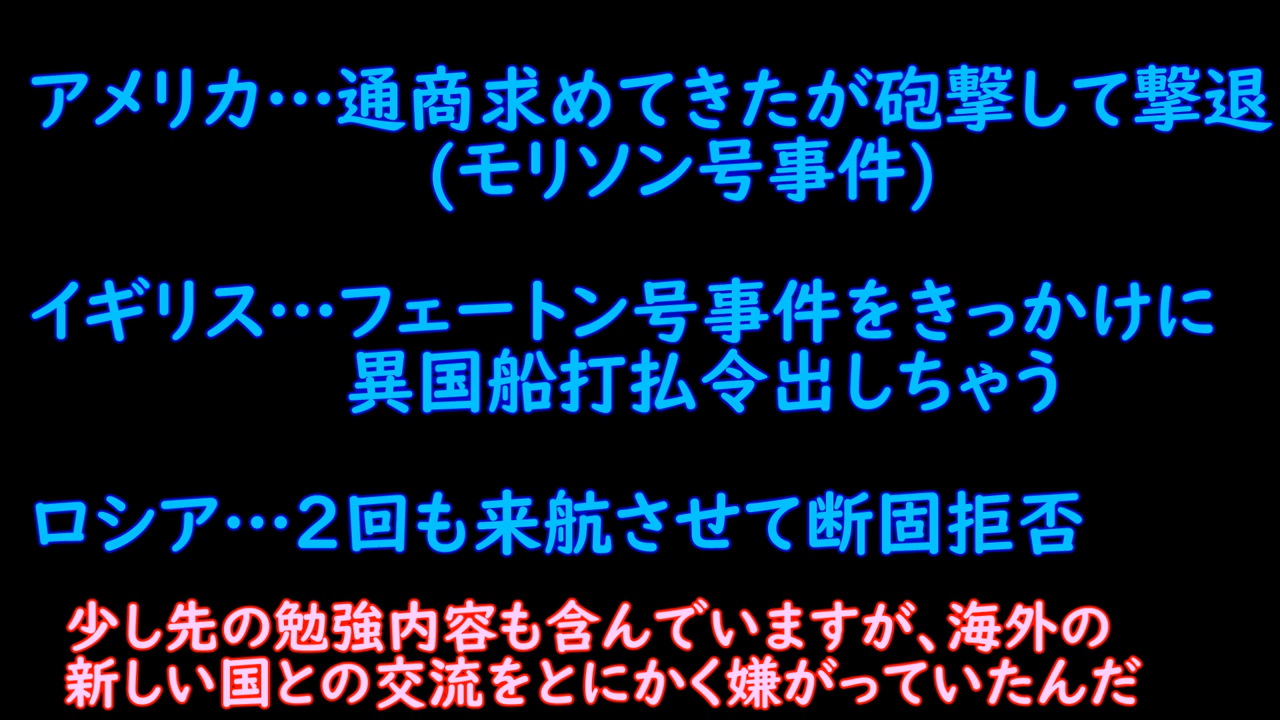 アメリカ…通商求めてきたが砲撃して撃退
(モリソン号事件)
イギリス…フェートン号事件をきっかけに
異国船打払令出しちゃう
ロシア…2回も来航させて断固拒否
少し先の勉強内容も含んでいますが、海外の
新しい国との交流をとにかく嫌がっていたんだ